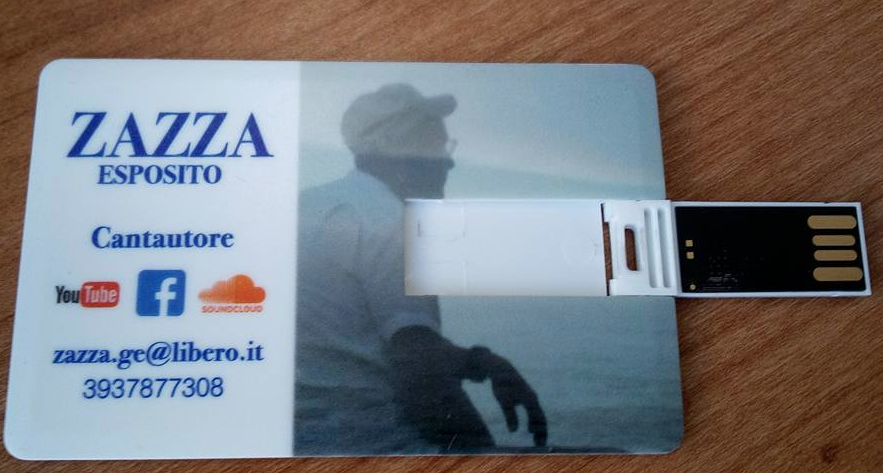 ZAZZA
ESPOSITO
Cantautore
YouTube f SOUNDCLOUD
zazza.ge@libero.it
3937877308